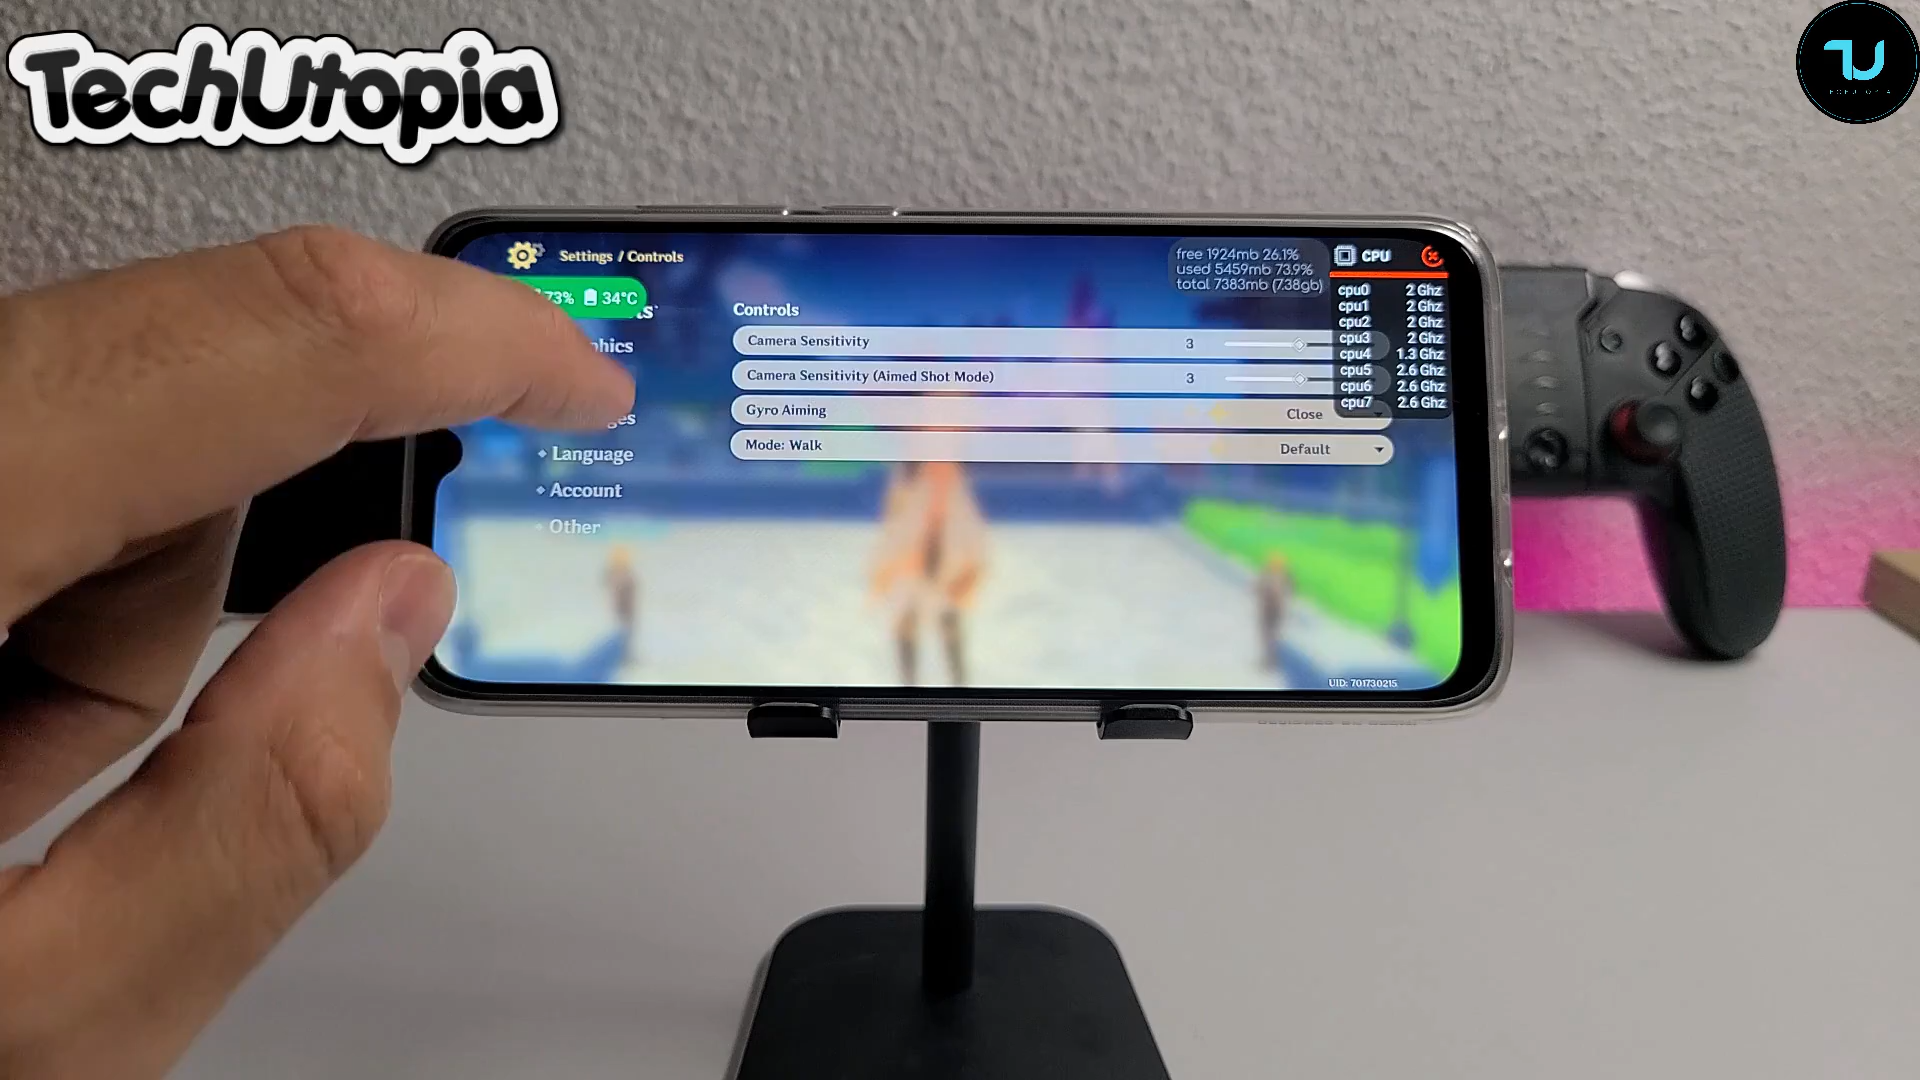 TechUtopia
TU
Settings / Controls
73% 34°C
Language
Account
Other
Controls
Camera Sensitivity 3
Camera Sensitivity (Aimed Shot Mode) 3
Gyro Aiming Close
Mode: Walk Default
free 1924mb 26.1%
used 5459mb 73.9%
total 7383mb (7.38gb)
CPU
cpu0 2 Ghz
cpu1 2 Ghz
cpu2 2 Ghz
cpu3 2 Ghz
cpu4 1.3 Ghz
cpu5 2.6 Ghz
cpu6 2.6 Ghz
cpu7 2.6 Ghz
UID: 701730215